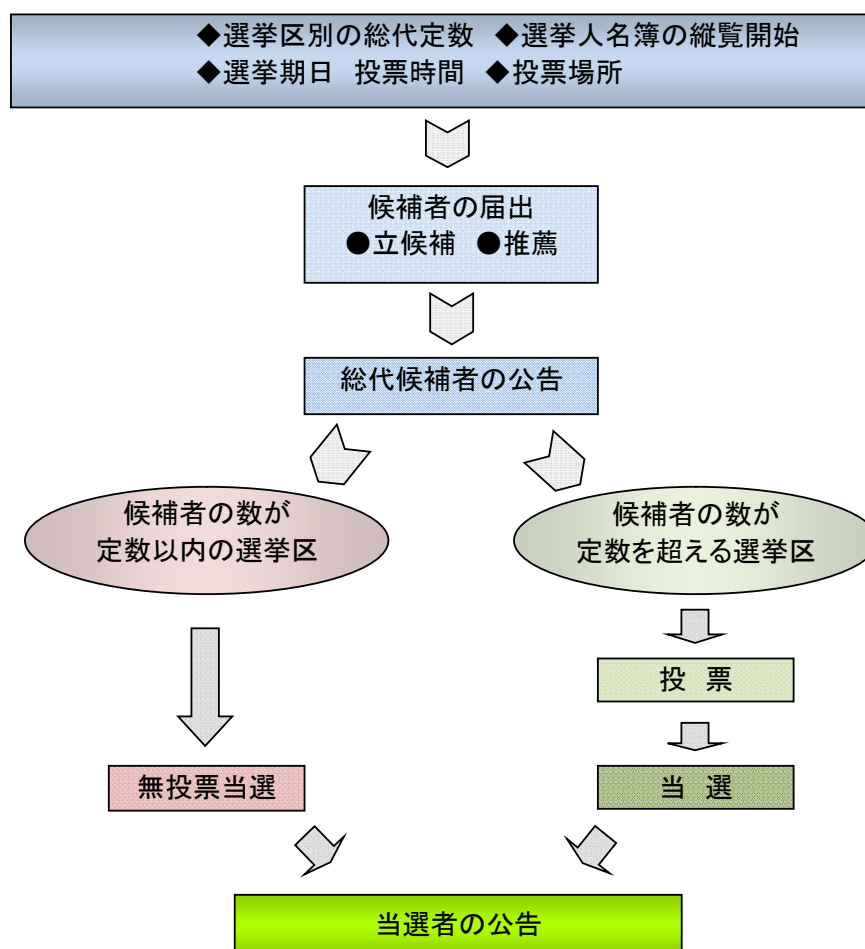 ◆選挙区別の総代定数 ◆選挙人名簿の縦覧開始
◆選挙期日 投票時間 ◆投票場所
候補者の届出
●立候補 ●推薦
総代候補者の公告
候補者の数が
定数以内の選挙区
候補者の数が
定数を超える選挙区
投 票
無投票当選
当 選
当選者の公告